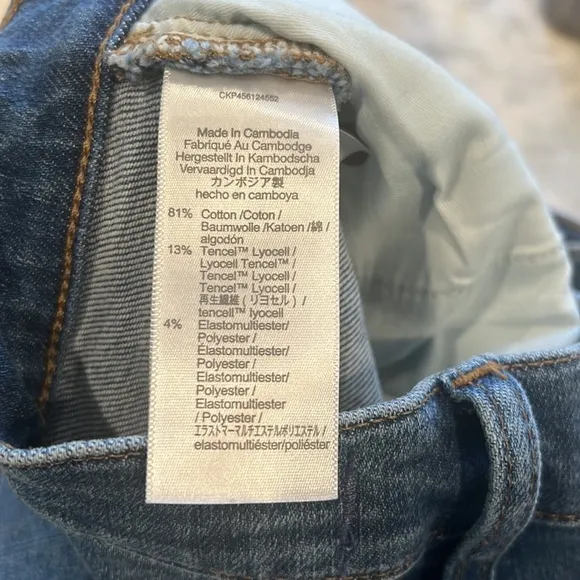 CKP456124552
Made In Cambodia
Fabriqué Au Cambodge
Hergestellt In Kambodscha
Vervaardigd In Cambodja
カンボジア製
hecho en camboya
81% Cotton /Coton /
Baumwolle /Katoen /綿 /
algodón
13% Tencel™ Lyocell /
Lyocell Tencel™ /
Tencel™ Lyocell /
Tencel™ Lyocell /
再生繊維 ( リヨセル ) /
tencell™ lyocell
4% Elastomultiester/
Polyester /
Elastomultiester/
Polyester /
Elastomultiester/
Polyester /
Elastomultiester
/ Polyester /
エラストマーマルチエステル/ポリエステル /
elastomultiéster/poliéster